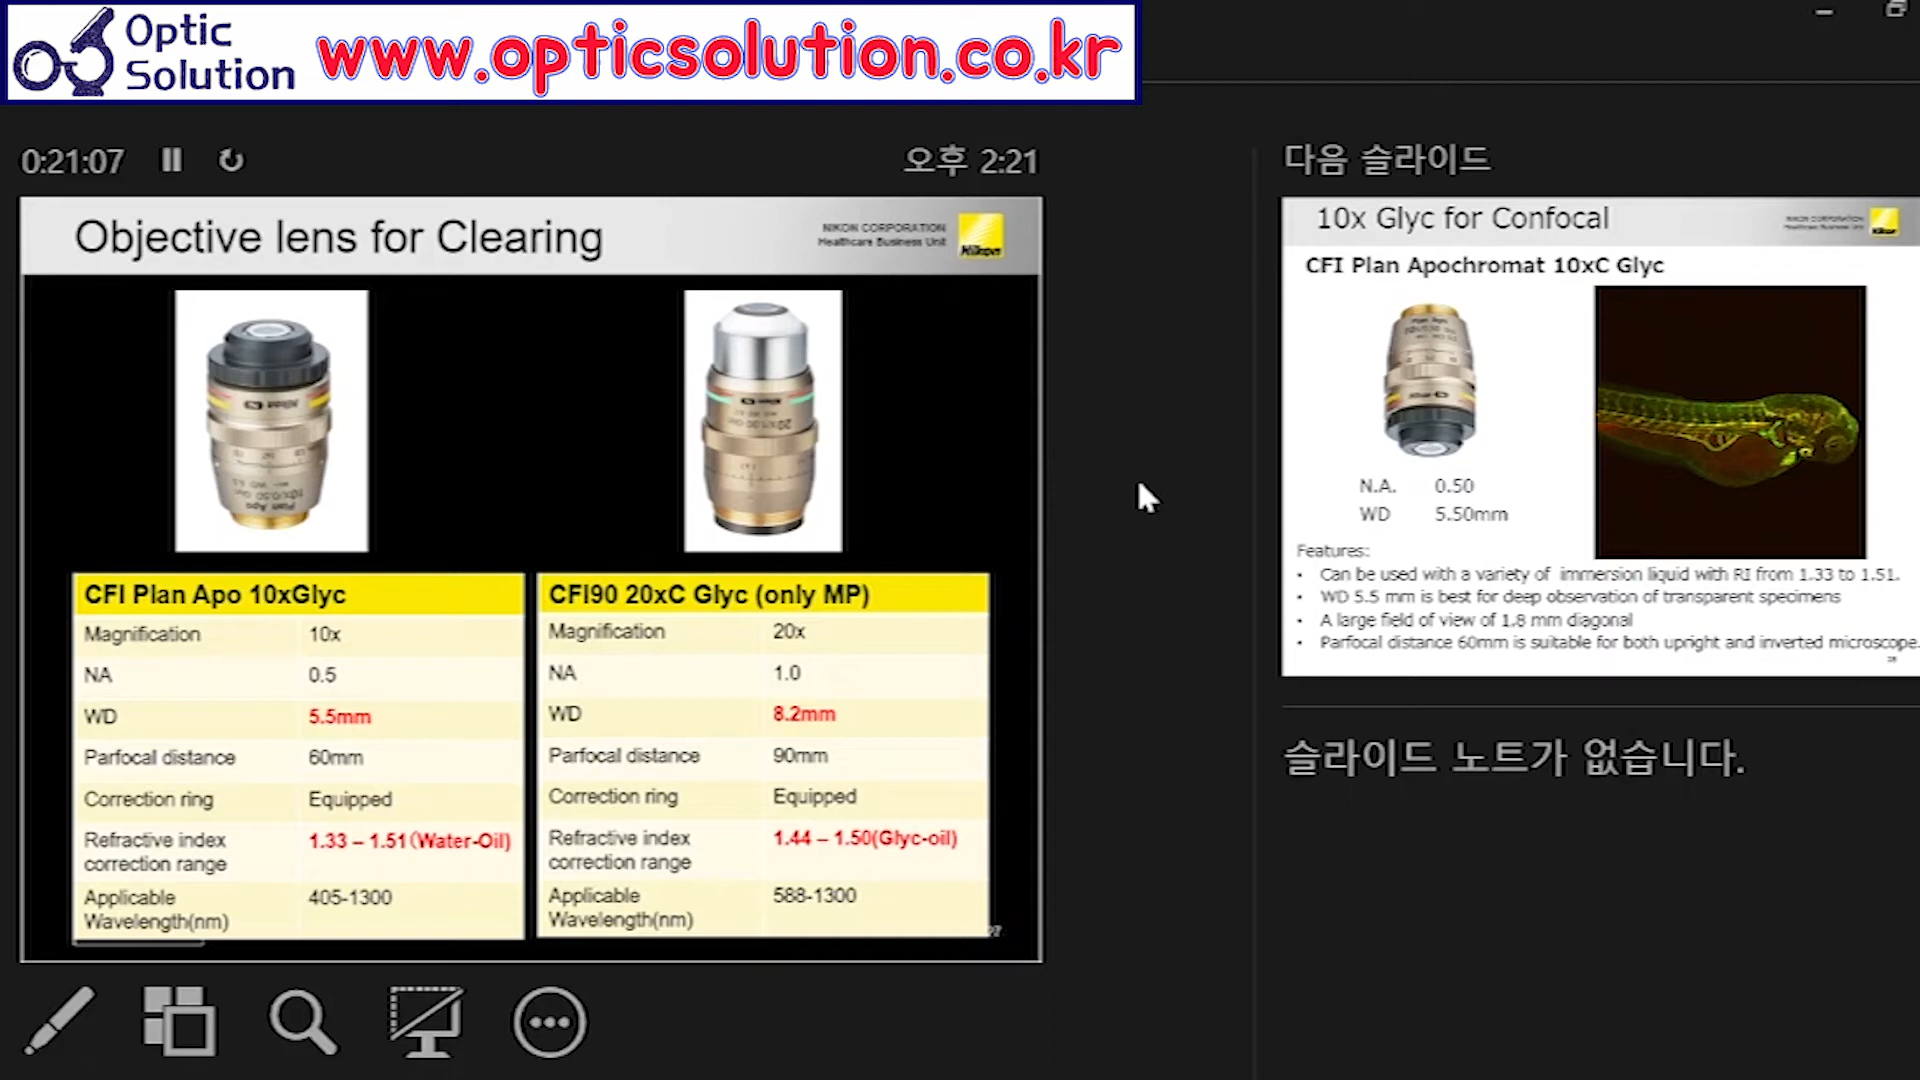 Optic
Solution
www.opticsolution.co.kr
0:21:07
오후 2:21
Objective lens for Clearing
NIKON CORPORATION
Healthcare Business Unit
Nikon
CFI Plan Apo 10xGlyc
Magnification 10x
NA 0.5
WD 5.5mm
Parfocal distance 60mm
Correction ring Equipped
Refractive index
correction range
1.33 – 1.51(Water-Oil)
Applicable
Wavelength(nm)
405-1300
CFI90 20xC Glyc (only MP)
Magnification 20x
NA 1.0
WD 8.2mm
Parfocal distance 90mm
Correction ring Equipped
Refractive index
correction range
1.44 – 1.50(Glyc-oil)
Applicable
Wavelength(nm)
588-1300
다음 슬라이드
10x Glyc for Confocal
NIKON CORPORATION
Healthcare Business Unit
Nikon
CFI Plan Apochromat 10xC Glyc
N.A. 0.50
WD 5.50mm
Features:
• Can be used with a variety of immersion liquid with RI from 1.33 to 1.51.
• WD 5.5 mm is best for deep observation of transparent specimens
• A large field of view of 1.8 mm diagonal
• Parfocal distance 60mm is suitable for both upright and inverted microscope.
슬라이드 노트가 없습니다.